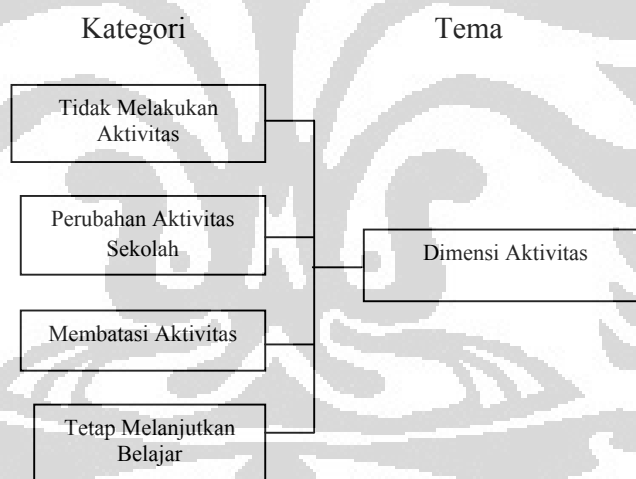 Kategori
Tema
Tidak Melakukan
Aktivitas
Perubahan Aktivitas
Sekolah
Dimensi Aktivitas
Membatasi Aktivitas
Tetap Melanjutkan
Belajar